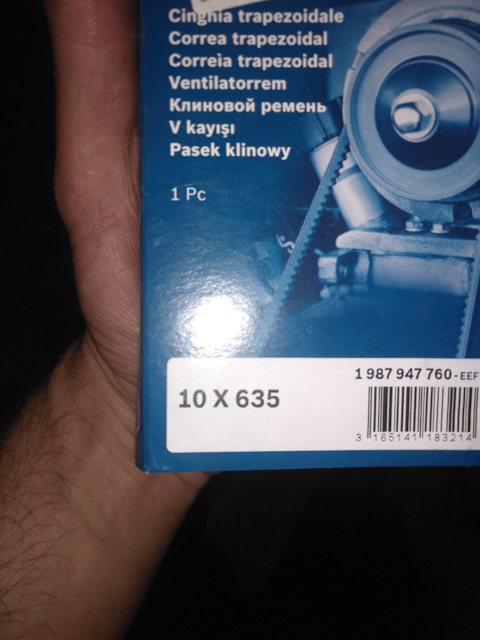 Cinghia trapezoidale
Correa trapezoidal
Correia trapezoidal
Ventilatorrem
Клиновой ремень
V kayışı
Pasek klinowy
1 Pc
1 987 947 760-EEF
10 X 635
3 165141 183214